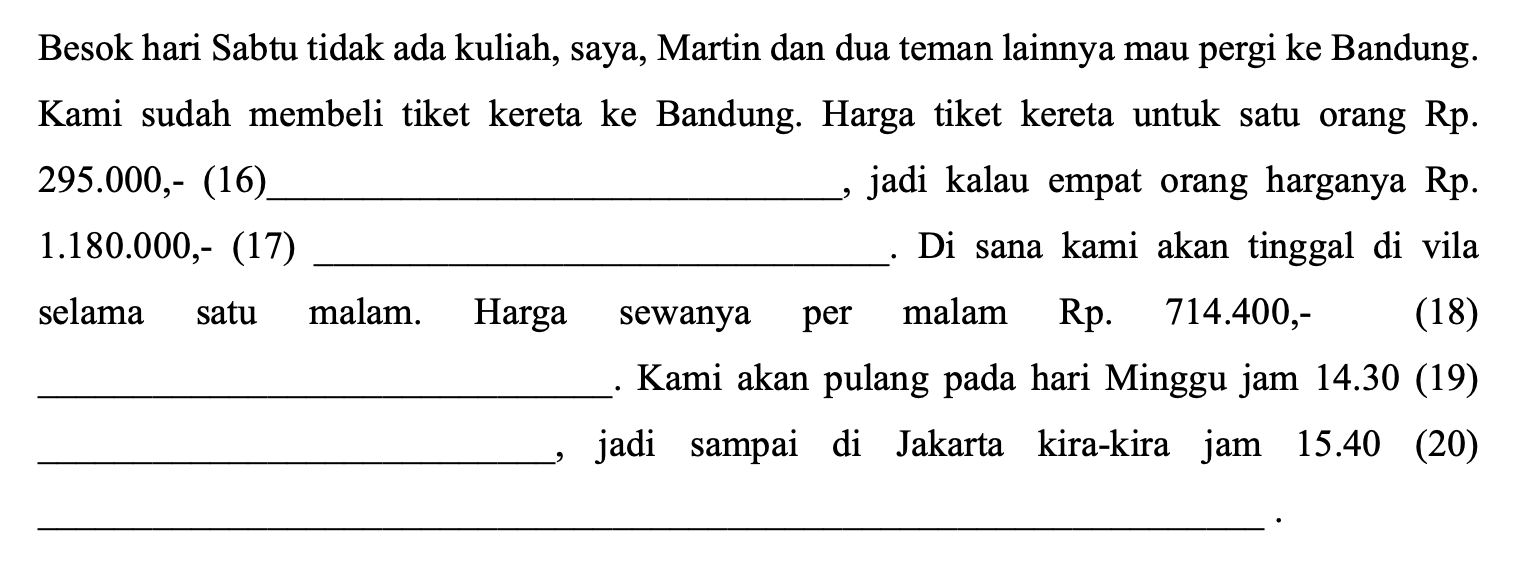 Besok hari Sabtu tidak ada kuliah, saya, Martin dan dua teman lainnya mau pergi ke Bandung.
Kami sudah membeli tiket kereta ke Bandung. Harga tiket kereta untuk satu orang Rp.
295.000,- (16)______________________________, jadi kalau empat orang harganya Rp.
1.180.000,- (17) ______________________________. Di sana kami akan tinggal di vila
selama satu malam. Harga sewanya per malam Rp. 714.400,- (18)
______________________________. Kami akan pulang pada hari Minggu jam 14.30 (19)
___________________________, jadi sampai di Jakarta kira-kira jam 15.40 (20)
________________________________________________________________ .